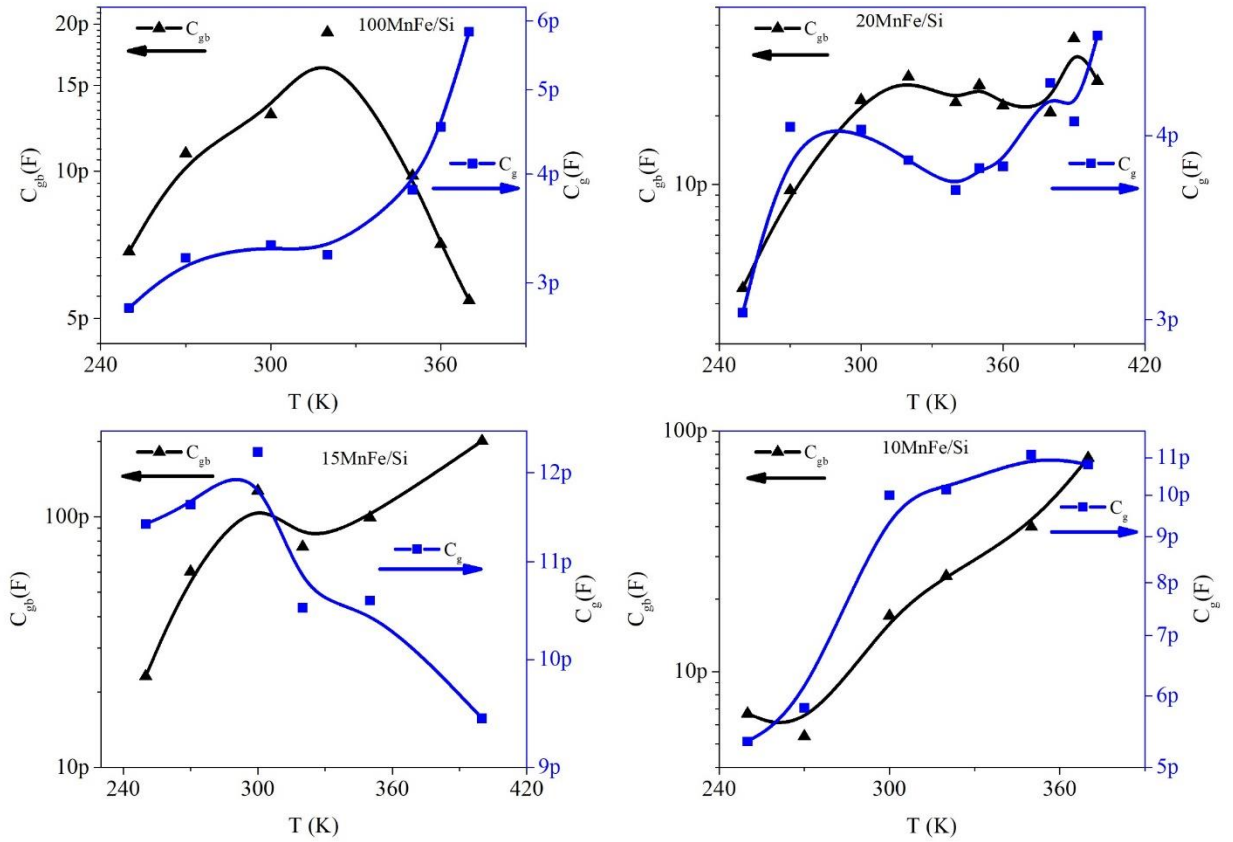 100MnFe/Si
C_gb
C_g
20p
15p
10p
5p
C_gb(F)
6p
5p
4p
3p
C_g(F)
240
300
360
T (K)
20MnFe/Si
C_gb
C_g
10p
C_gb(F)
4p
3p
C_g(F)
240
300
360
420
T (K)
15MnFe/Si
C_gb
C_g
100p
10p
C_gb(F)
12p
11p
10p
9p
C_g(F)
240
300
360
420
T (K)
10MnFe/Si
C_gb
C_g
100p
10p
C_gb(F)
11p
10p
9p
8p
7p
6p
5p
C_g(F)
240
300
360
T (K)